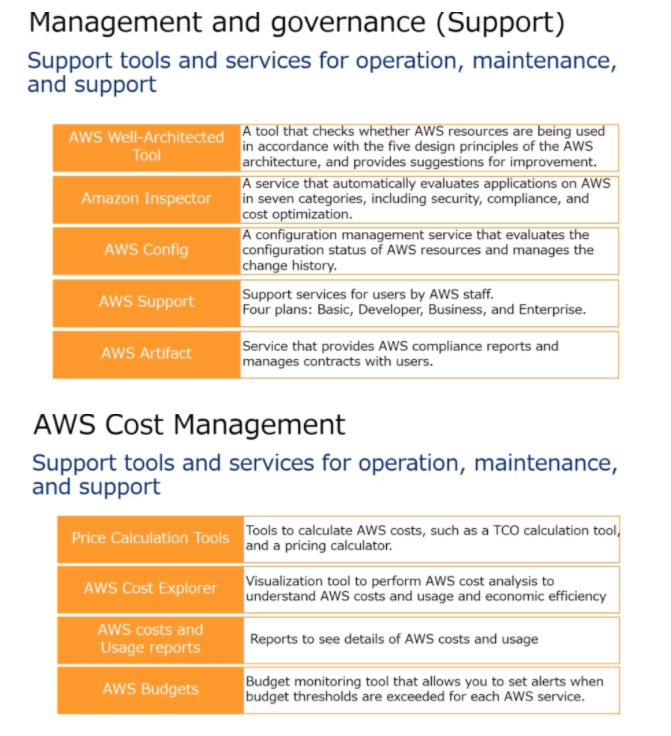 Management and governance (Support)
Support tools and services for operation, maintenance,
and support
AWS Well-Architected
Tool
A tool that checks whether AWS resources are being used
in accordance with the five design principles of the AWS
architecture, and provides suggestions for improvement.
Amazon Inspector
A service that automatically evaluates applications on AWS
in seven categories, including security, compliance, and
cost optimization.
AWS Config
A configuration management service that evaluates the
configuration status of AWS resources and manages the
change history.
AWS Support
Support services for users by AWS staff.
Four plans: Basic, Developer, Business, and Enterprise.
AWS Artifact
Service that provides AWS compliance reports and
manages contracts with users.
AWS Cost Management
Support tools and services for operation, maintenance,
and support
Price Calculation Tools
Tools to calculate AWS costs, such as a TCO calculation tool,
and a pricing calculator.
AWS Cost Explorer
Visualization tool to perform AWS cost analysis to
understand AWS costs and usage and economic efficiency
AWS costs and
Usage reports
Reports to see details of AWS costs and usage
AWS Budgets
Budget monitoring tool that allows you to set alerts when
budget thresholds are exceeded for each AWS service.